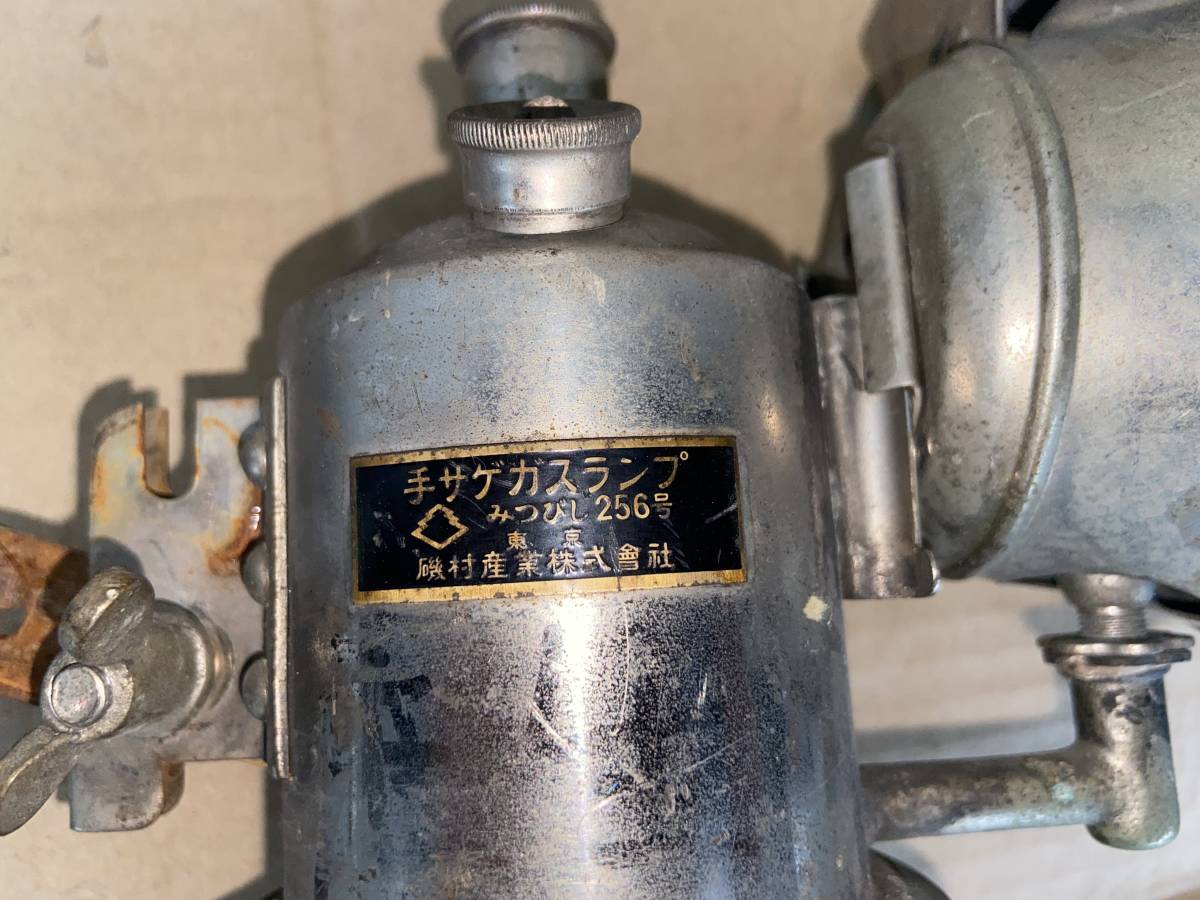 手サゲガスランプ
みつびし 256号
東京
磯村産業株式會社